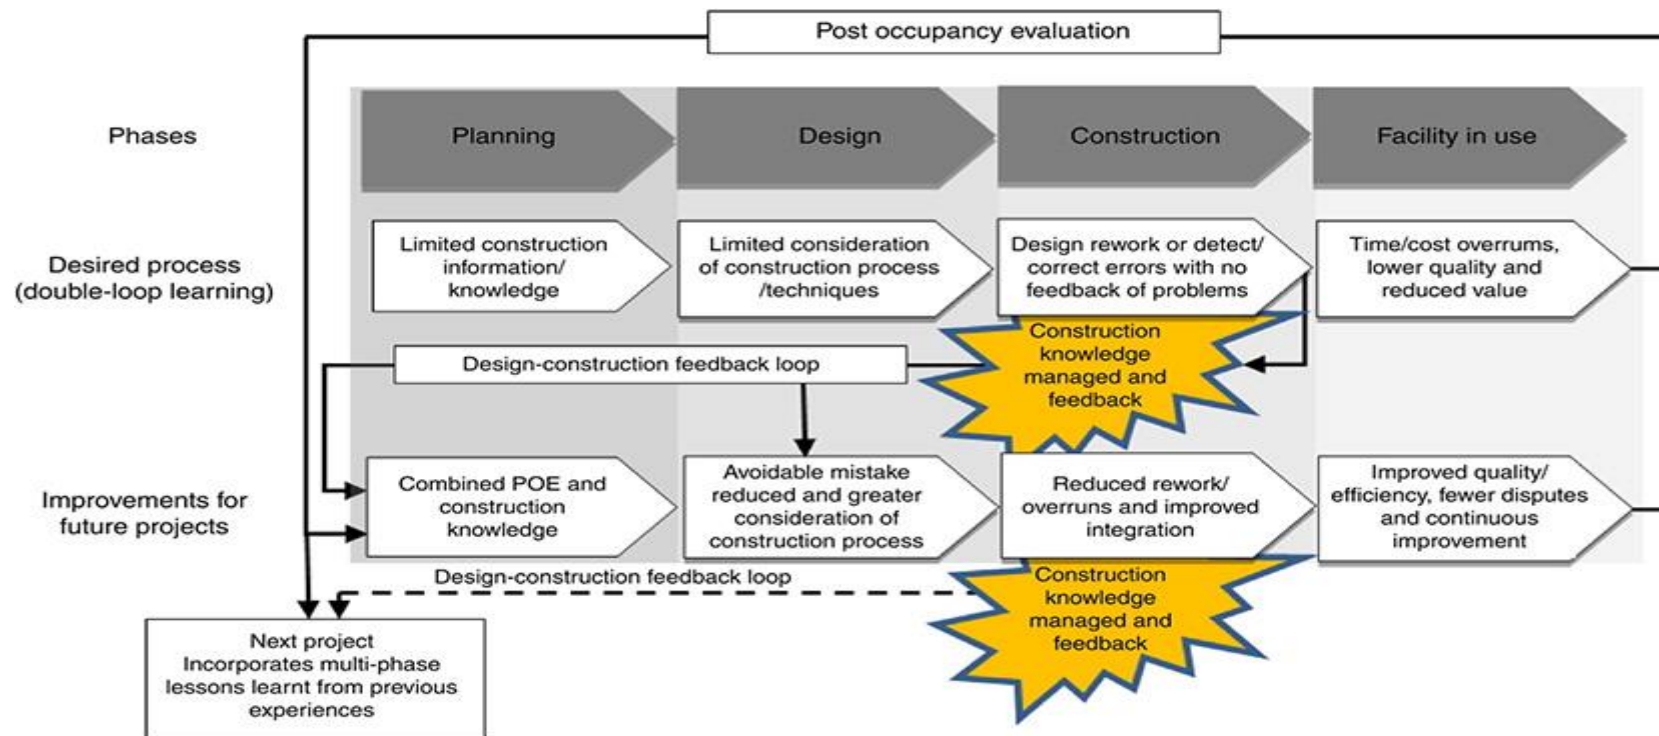 Post occupancy evaluation
Phases
Planning
Design
Construction
Facility in use
Desired process
(double-loop learning)
Limited construction
information/
knowledge
Limited consideration
of construction process
/techniques
Design rework or detect/
correct errors with no
feedback of problems
Time/cost overrums,
lower quality and
reduced value
Design-construction feedback loop
Construction
knowledge
managed and
feedback
Improvements for
future projects
Combined POE and
construction
knowledge
Avoidable mistake
reduced and greater
consideration of
construction process
Reduced rework/
overruns and improved
integration
Improved quality/
efficiency, fewer disputes
and continuous
improvement
Design-construction feedback loop
Construction
knowledge
managed and
feedback
Next project
Incorporates multi-phase
lessons learnt from previous
experiences